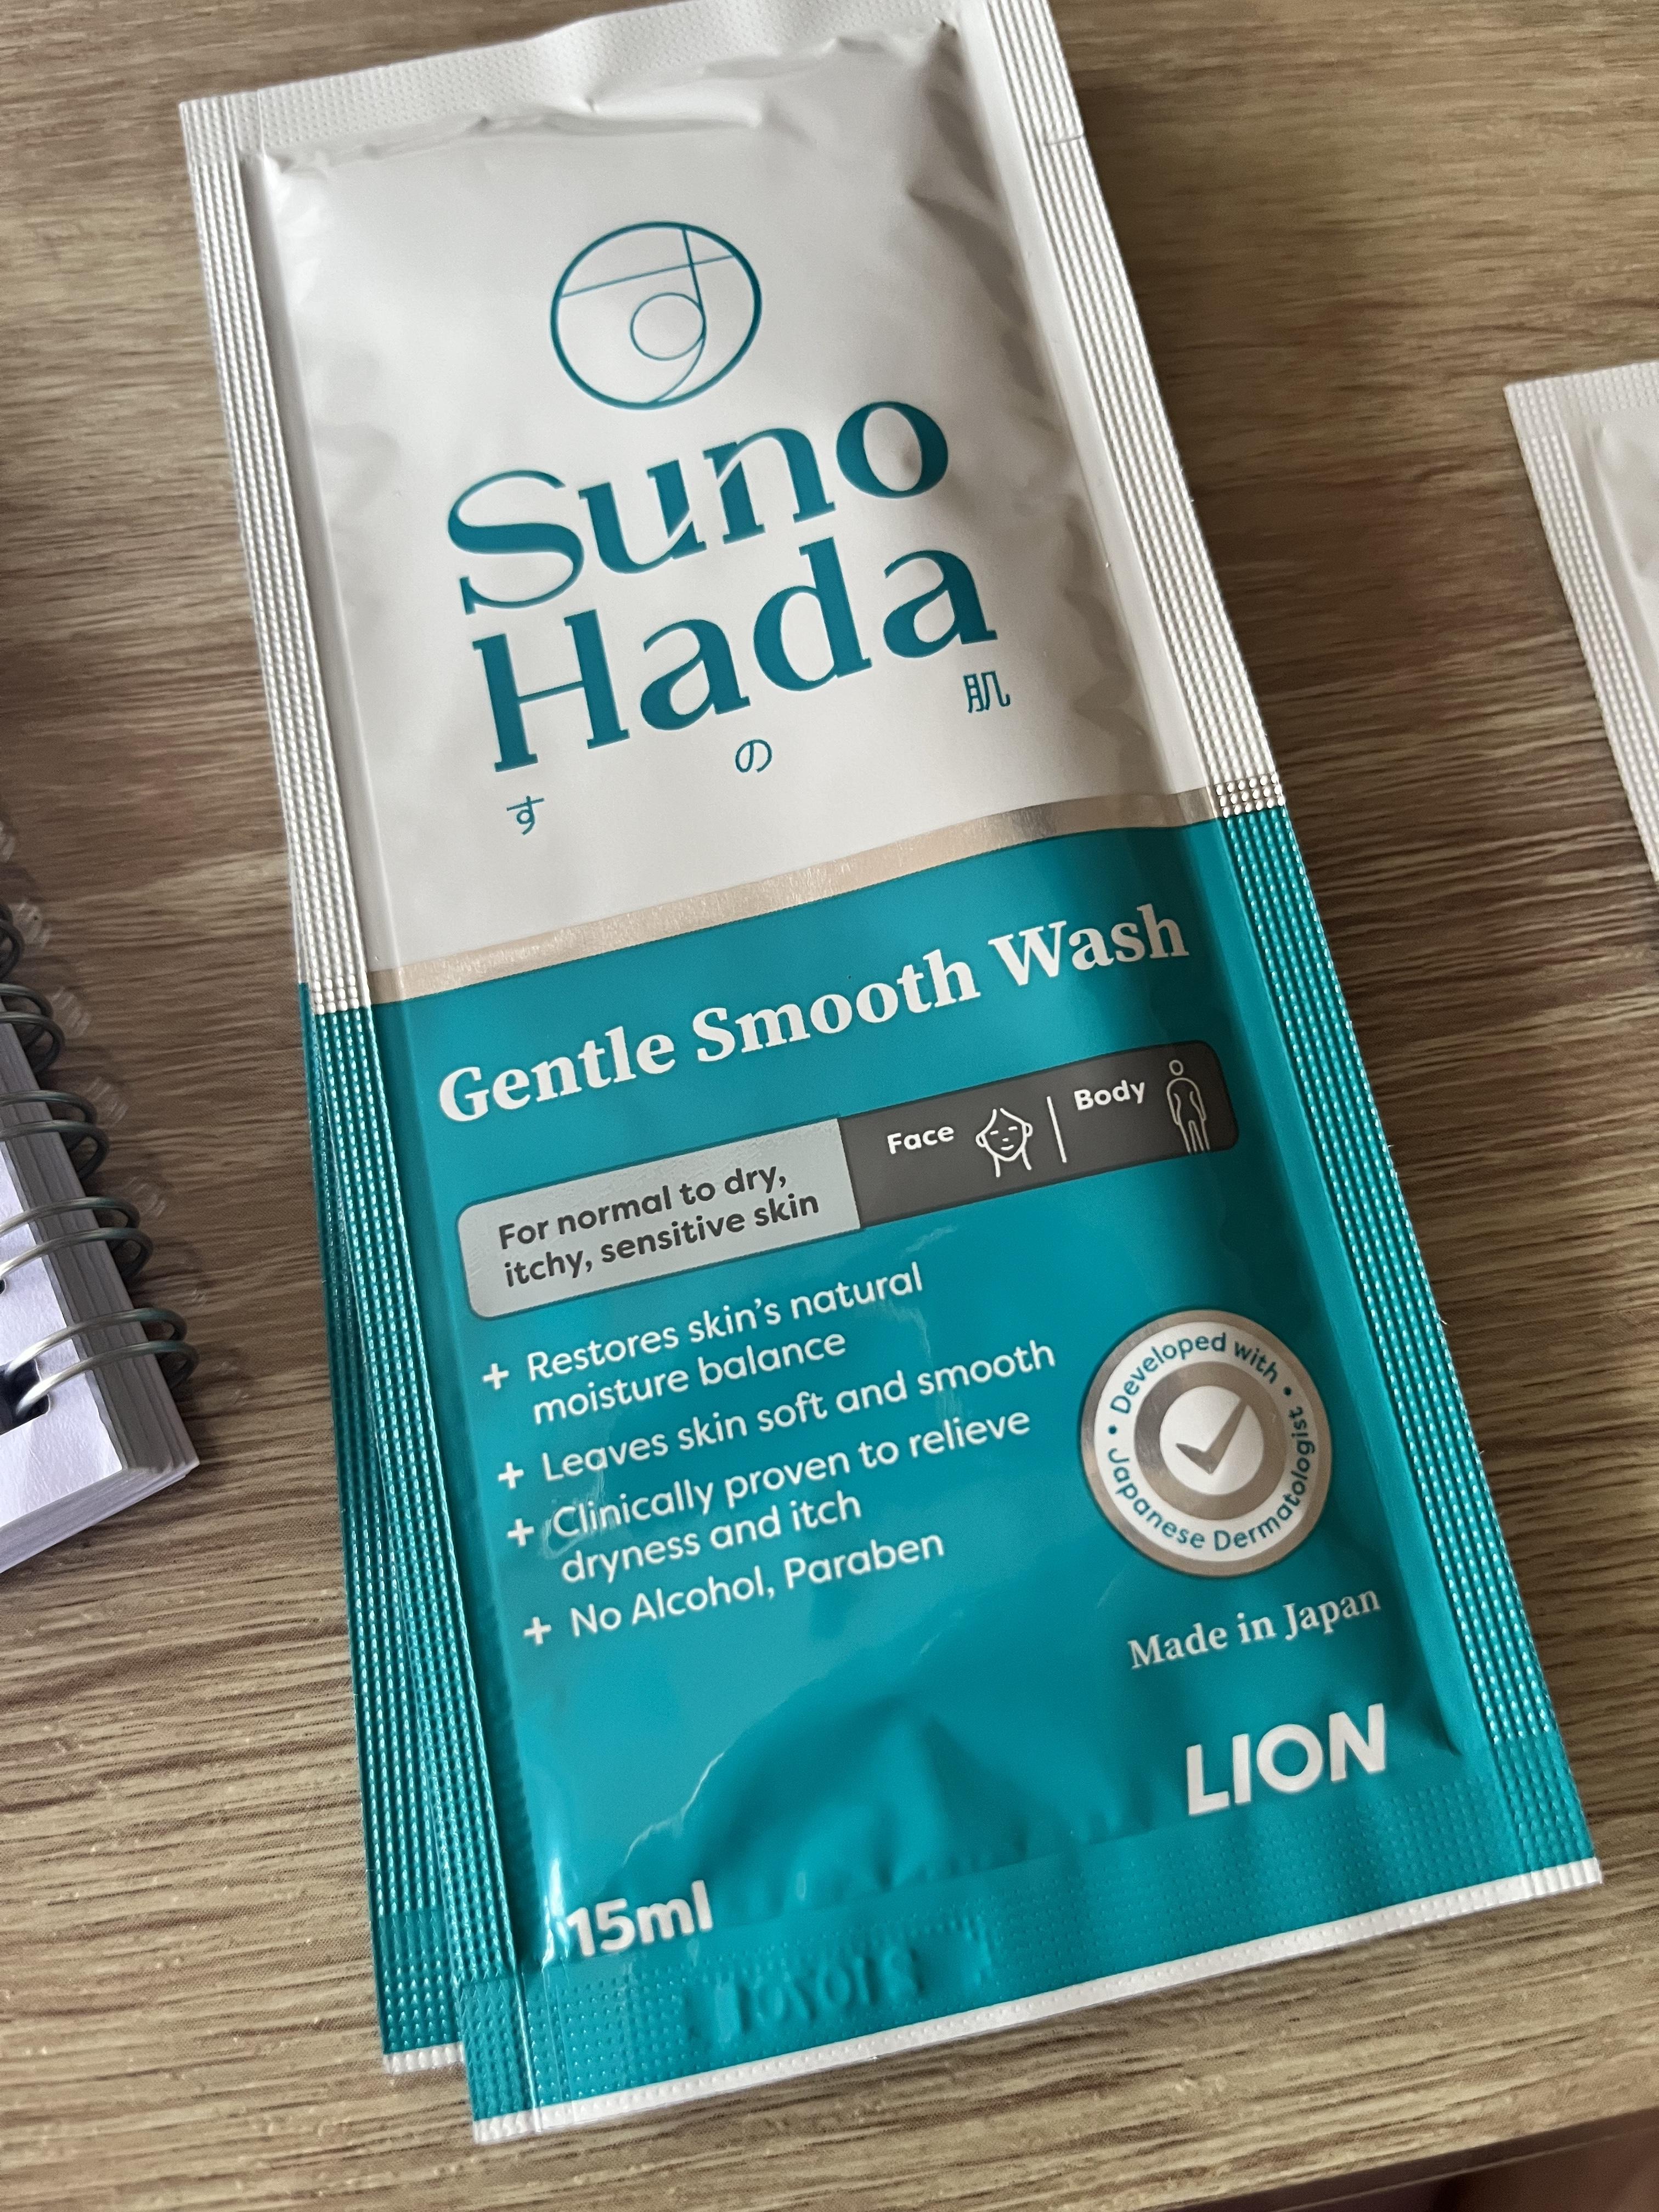 Suno
Hada
す の 肌
Gentle Smooth Wash
For normal to dry,
itchy, sensitive skin
Face
Body
+ Restores skin's natural
moisture balance
+ Leaves skin soft and smooth
+ Clinically proven to relieve
dryness and itch
+ No Alcohol, Paraben
• Developed with •
Japanese Dermatologist
Made in Japan
LION
15ml